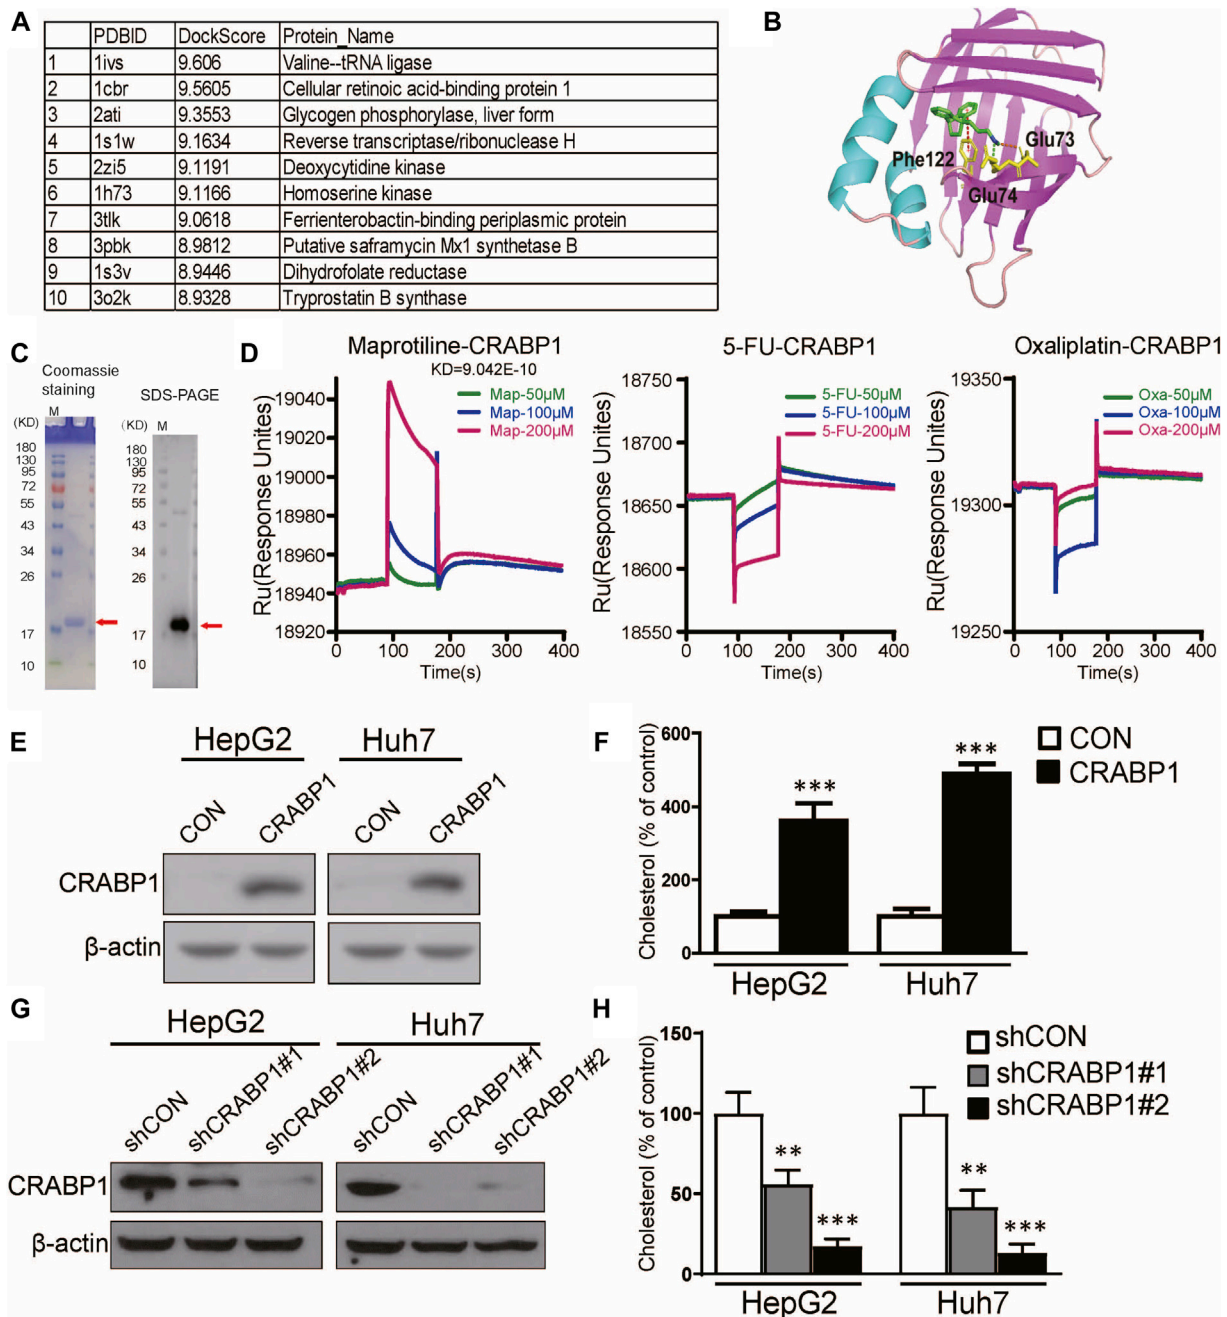 A
PDBID DockScore Protein_Name
1 1ivs 9.606 Valine--tRNA ligase
2 1cbr 9.5605 Cellular retinoic acid-binding protein 1
3 2ati 9.3553 Glycogen phosphorylase, liver form
4 1s1w 9.1634 Reverse transcriptase/ribonuclease H
5 2zi5 9.1191 Deoxycytidine kinase
6 1h73 9.1166 Homoserine kinase
7 3tlk 9.0618 Ferrienterobactin-binding periplasmic protein
8 3pbk 8.9812 Putative saframycin Mx1 synthetase B
9 1s3v 8.9446 Dihydrofolate reductase
10 3o2k 8.9328 Tryprostatin B synthase
B
Phe122
Glu73
Glu74
C
Coomassie
staining
SDS-PAGE
(KD) M
180
130
95
72
55
43
34
26
17
10
(KD) M
180
130
95
72
55
43
34
26
17
10
D
Maprotiline-CRABP1
KD=9.042E-10
Map-50μM
Map-100μM
Map-200μM
Ru(Response Unites)
19040
19020
19000
18980
18960
18940
18920
0 100 200 300 400
Time(s)
5-FU-CRABP1
5-FU-50μM
5-FU-100μM
5-FU-200μM
Ru(Response Unites)
18750
18700
18650
18600
18550
0 100 200 300 400
Time(s)
Oxaliplatin-CRABP1
Oxa-50μM
Oxa-100μM
Oxa-200μM
Ru(Response Unites)
19350
19300
19250
0 100 200 300 400
Time(s)
E
HepG2 Huh7
CON CRABP1 CON CRABP1
CRABP1
β-actin
F
Cholesterol (% of control)
600
400
200
0
*** ***
CON
CRABP1
HepG2 Huh7
G
HepG2 Huh7
shCON shCRABP1#1 shCRABP1#2 shCON shCRABP1#1 shCRABP1#2
CRABP1
β-actin
H
Cholesterol (% of control)
150
100
50
0
** *** ** ***
shCON
shCRABP1#1
shCRABP1#2
HepG2 Huh7